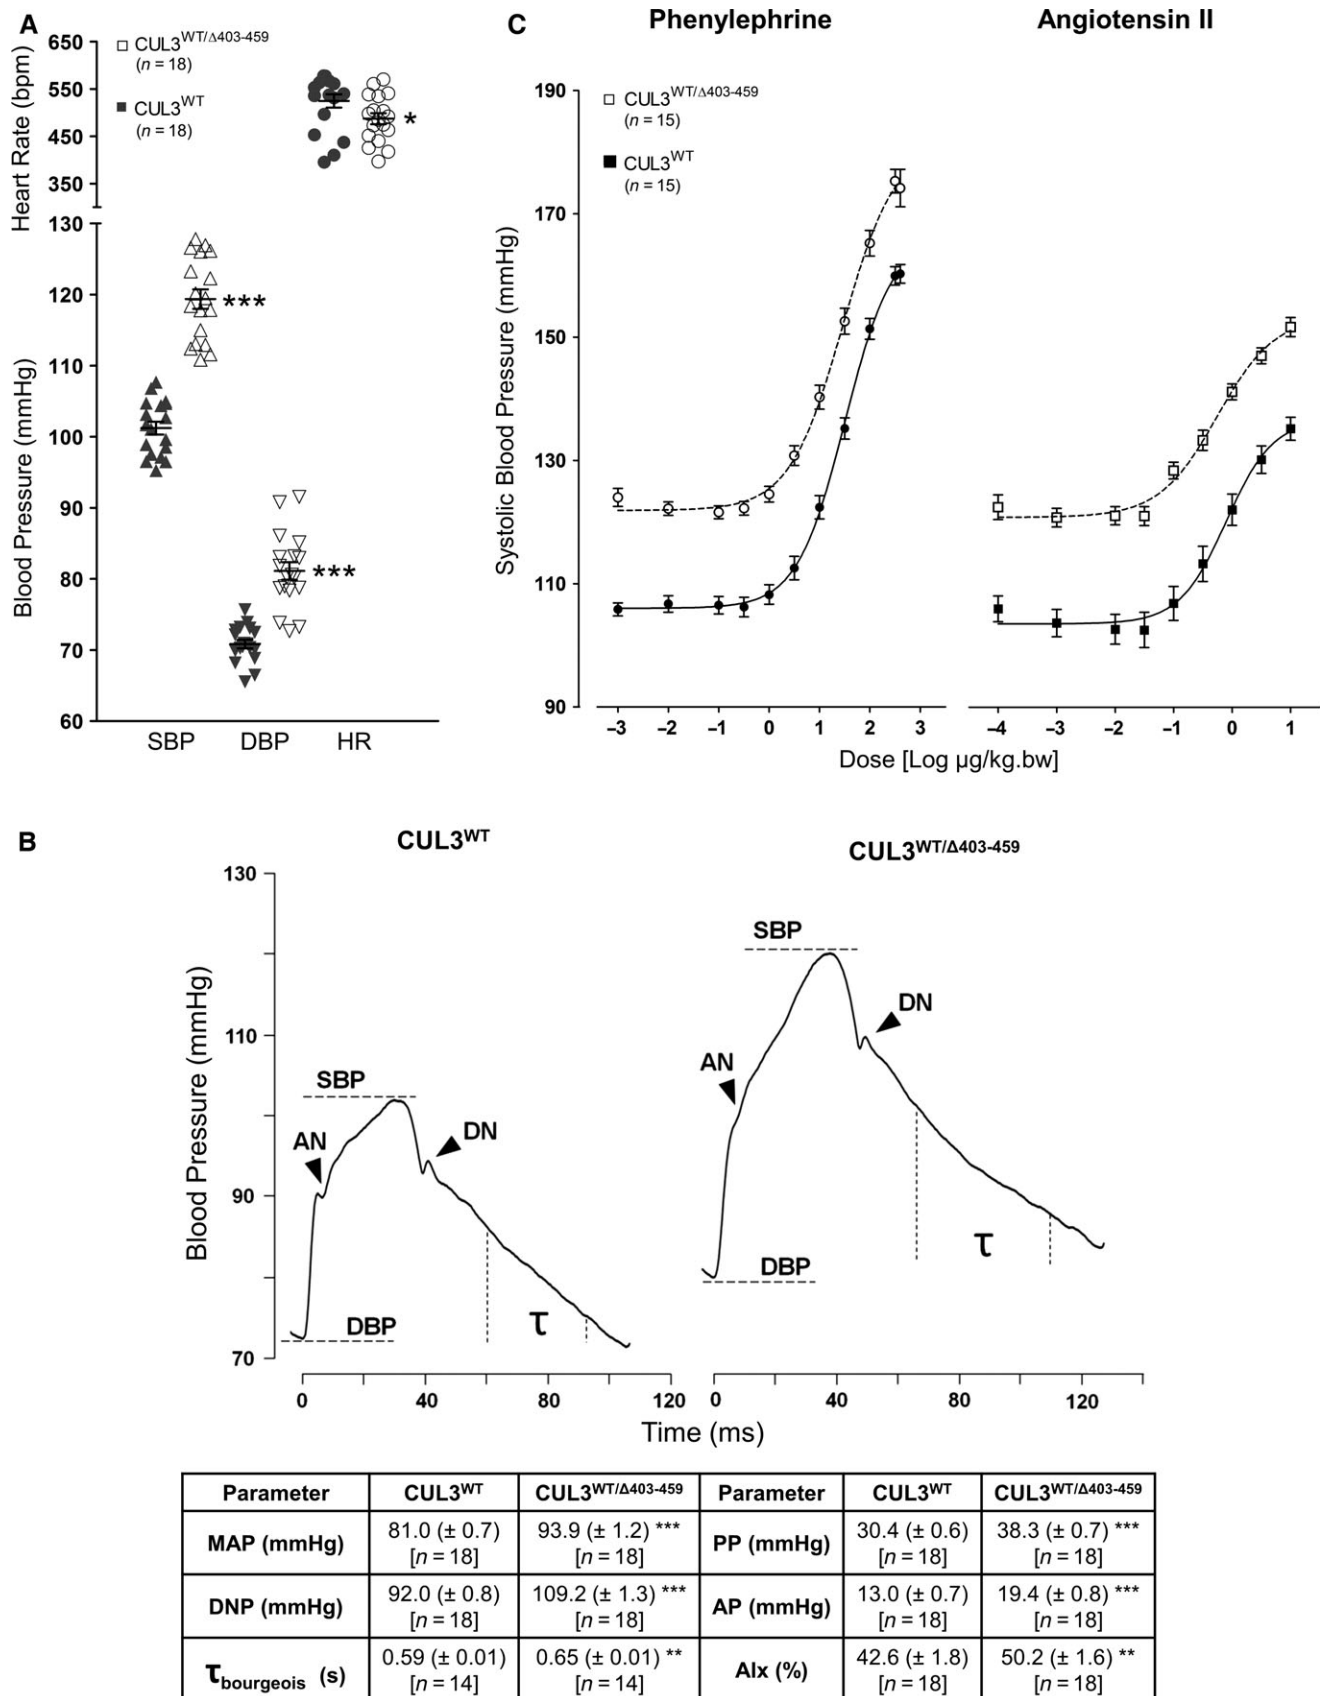 A
Heart Rate (bpm)
650
550
450
350
□ CUL3WT/Δ403-459
(n = 18)
■ CUL3WT
(n = 18)
*
Blood Pressure (mmHg)
130
120
110
100
90
80
70
60
***
***
SBP DBP HR
C
Phenylephrine
Angiotensin II
Systolic Blood Pressure (mmHg)
190
170
150
130
110
90
□ CUL3WT/Δ403-459
(n = 15)
■ CUL3WT
(n = 15)
−3 −2 −1 0 1 2 3
−4 −3 −2 −1 0 1
Dose [Log µg/kg.bw]
B
CUL3WT
CUL3WT/Δ403-459
Blood Pressure (mmHg)
130
110
90
70
SBP
AN
DN
DBP
τ
0 40 80 120
SBP
AN
DN
DBP
τ
0 40 80 120
Time (ms)
Parameter CUL3WT CUL3WT/Δ403-459 Parameter CUL3WT CUL3WT/Δ403-459
MAP (mmHg) 81.0 (± 0.7) 93.9 (± 1.2) *** PP (mmHg) 30.4 (± 0.6) 38.3 (± 0.7) ***
[n = 18] [n = 18] [n = 18] [n = 18]
DNP (mmHg) 92.0 (± 0.8) 109.2 (± 1.3) *** AP (mmHg) 13.0 (± 0.7) 19.4 (± 0.8) ***
[n = 18] [n = 18] [n = 18] [n = 18]
τbourgeois (s) 0.59 (± 0.01) 0.65 (± 0.01) ** AIx (%) 42.6 (± 1.8) 50.2 (± 1.6) **
[n = 14] [n = 14] [n = 18] [n = 18]